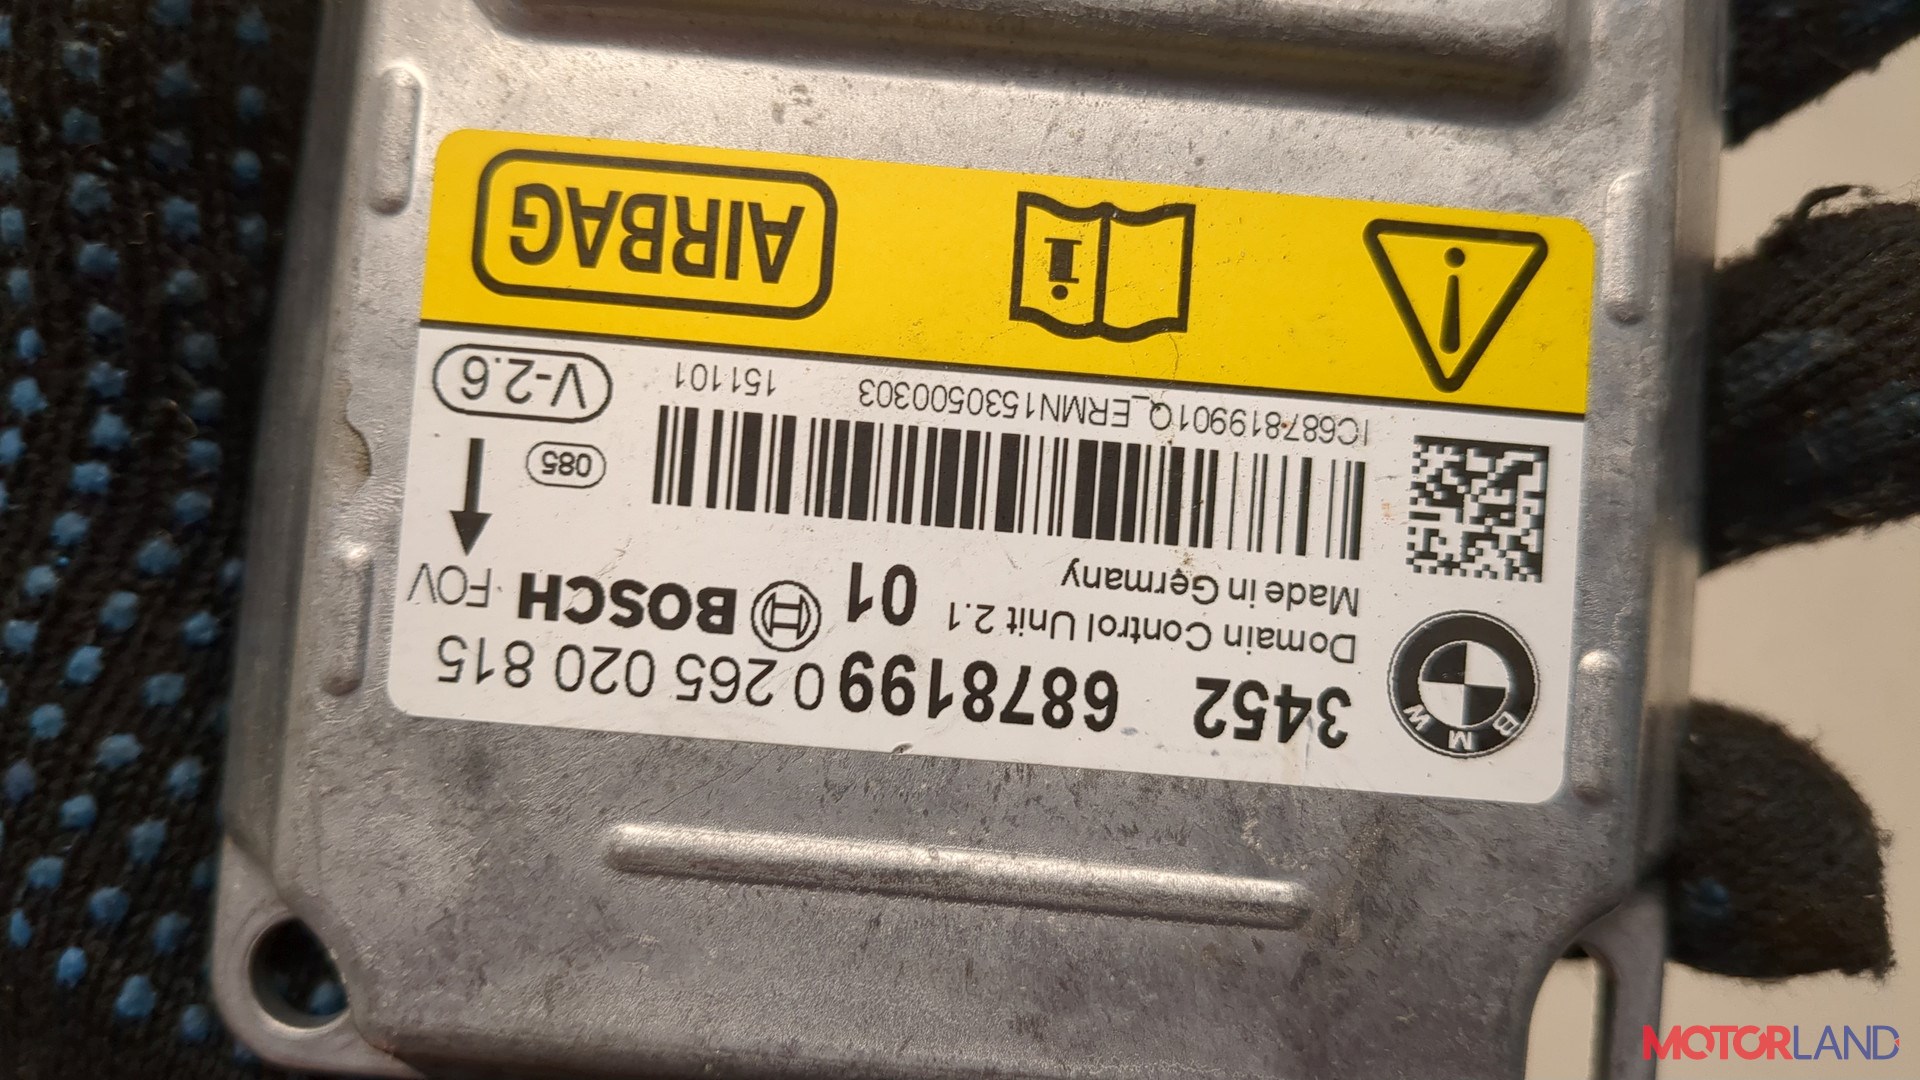 BMW
3452 6878199 0 265 020 815
Domain Control Unit 2.1 01 BOSCH FOV
Made in Germany
085
IC687819901Q_ERMN1530500303 151101 V-2.6
i AIRBAG
MOTORLAND